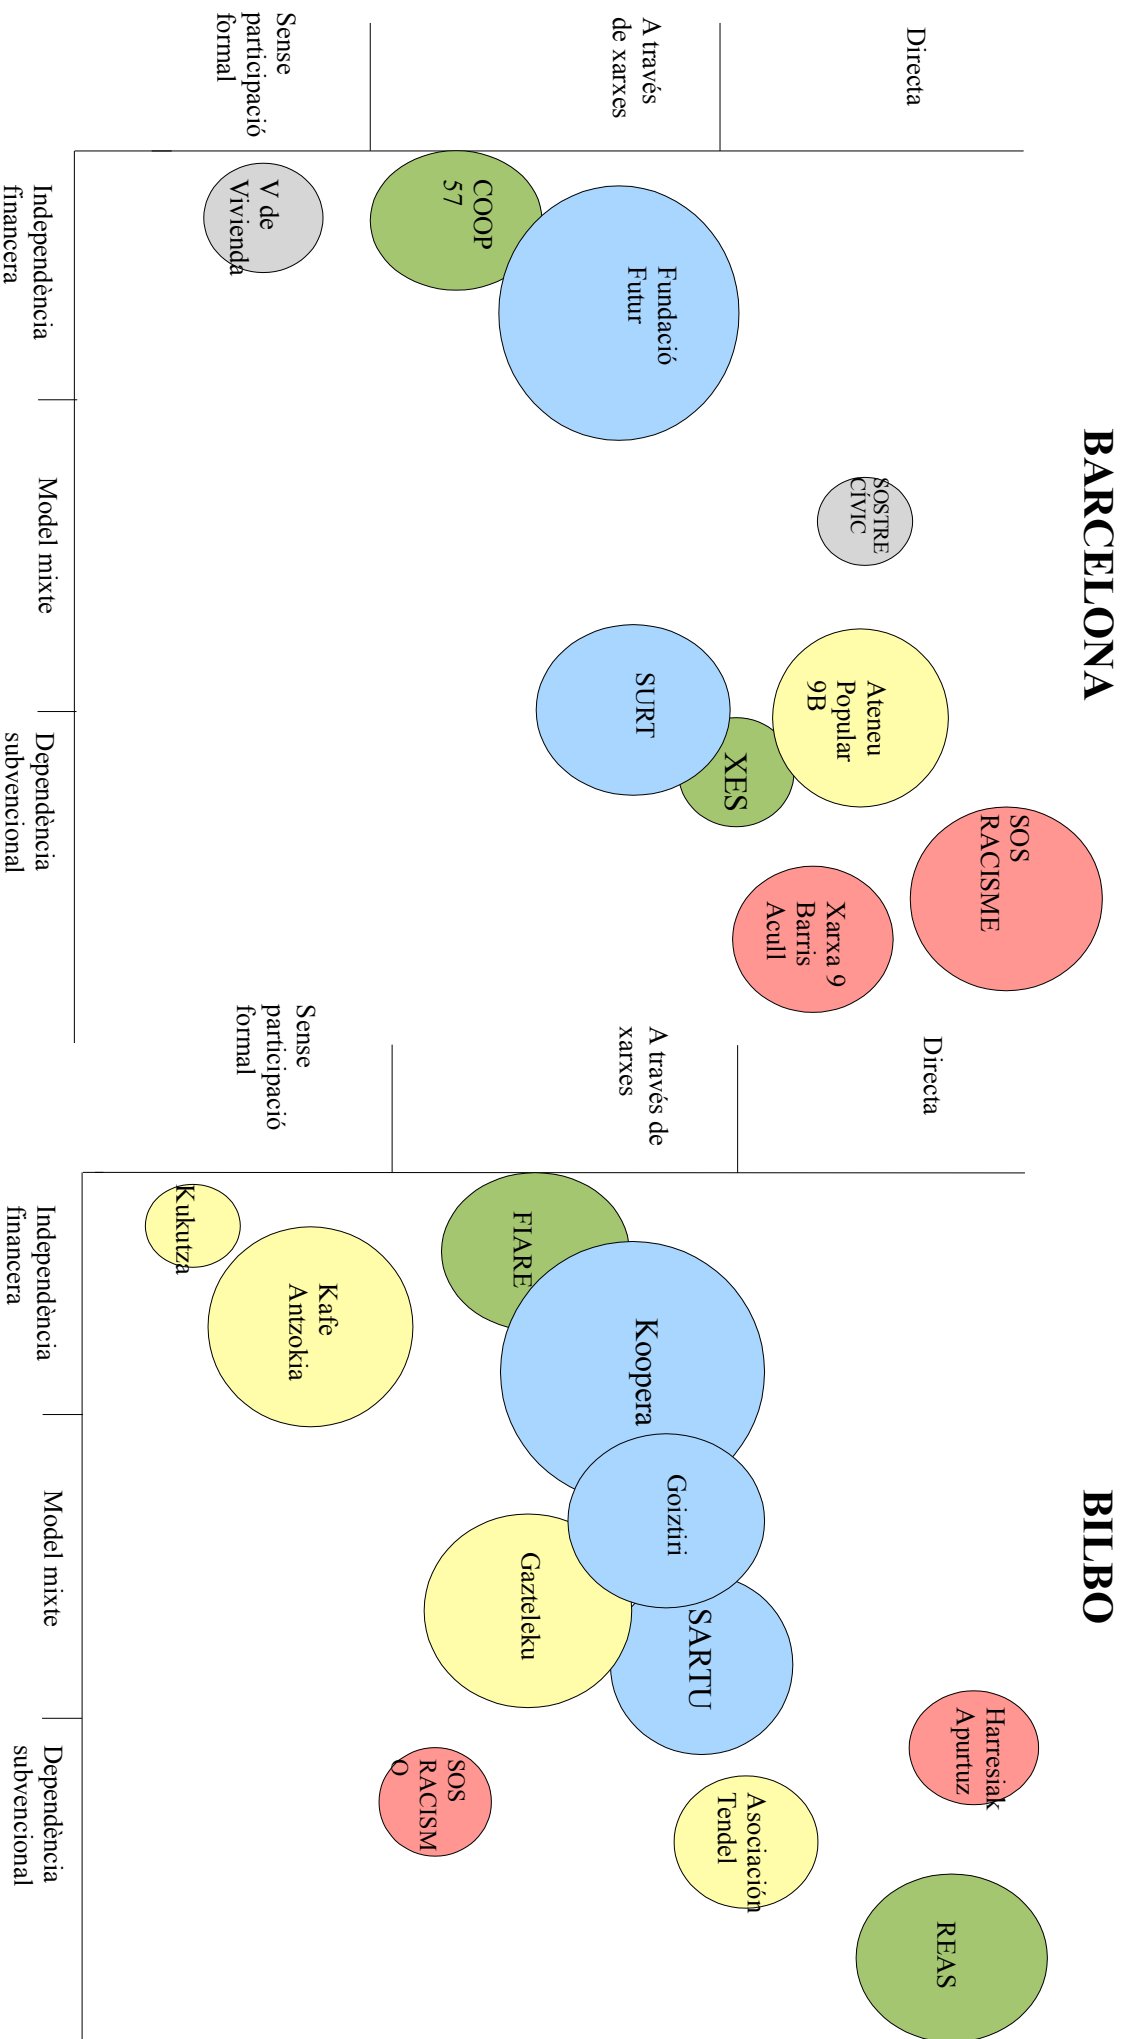 BARCELONA
Directa
A través
de xarxes
Sense
participació
formal
SOS
RACISME
Ateneu
Popular
9B
SOSTRE
CÍVIC
Xarxa 9
Barris
Acull
XES
Fundació
Futur
SURT
COOP
57
V de
Vivienda
Independència
financera
Model mixte
Dependència
subvencional
BILBO
Directa
A través de
xarxes
Sense
participació
formal
Harresiak
Apurtuz
REAS
Asociación
Tendel
SARTU
Goiztiri
Koopera
FIARE
Gazteleku
SOS
RACISM
O
Kafe
Antzokia
Kukutza
Independència
financera
Model mixte
Dependència
subvencional